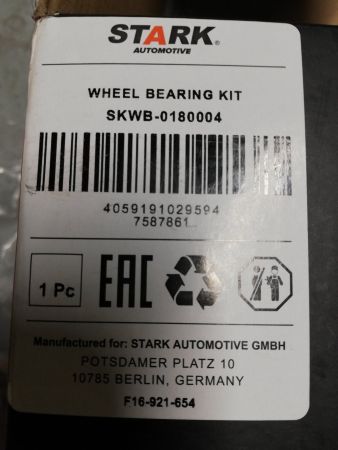 STARK®
AUTOMOTIVE
WHEEL BEARING KIT
SKWB-0180004
4059191029594
7587861
1 Pc
EAC
Manufactured for: STARK AUTOMOTIVE GMBH
POTSDAMER PLATZ 10
10785 BERLIN, GERMANY
F16-921-654